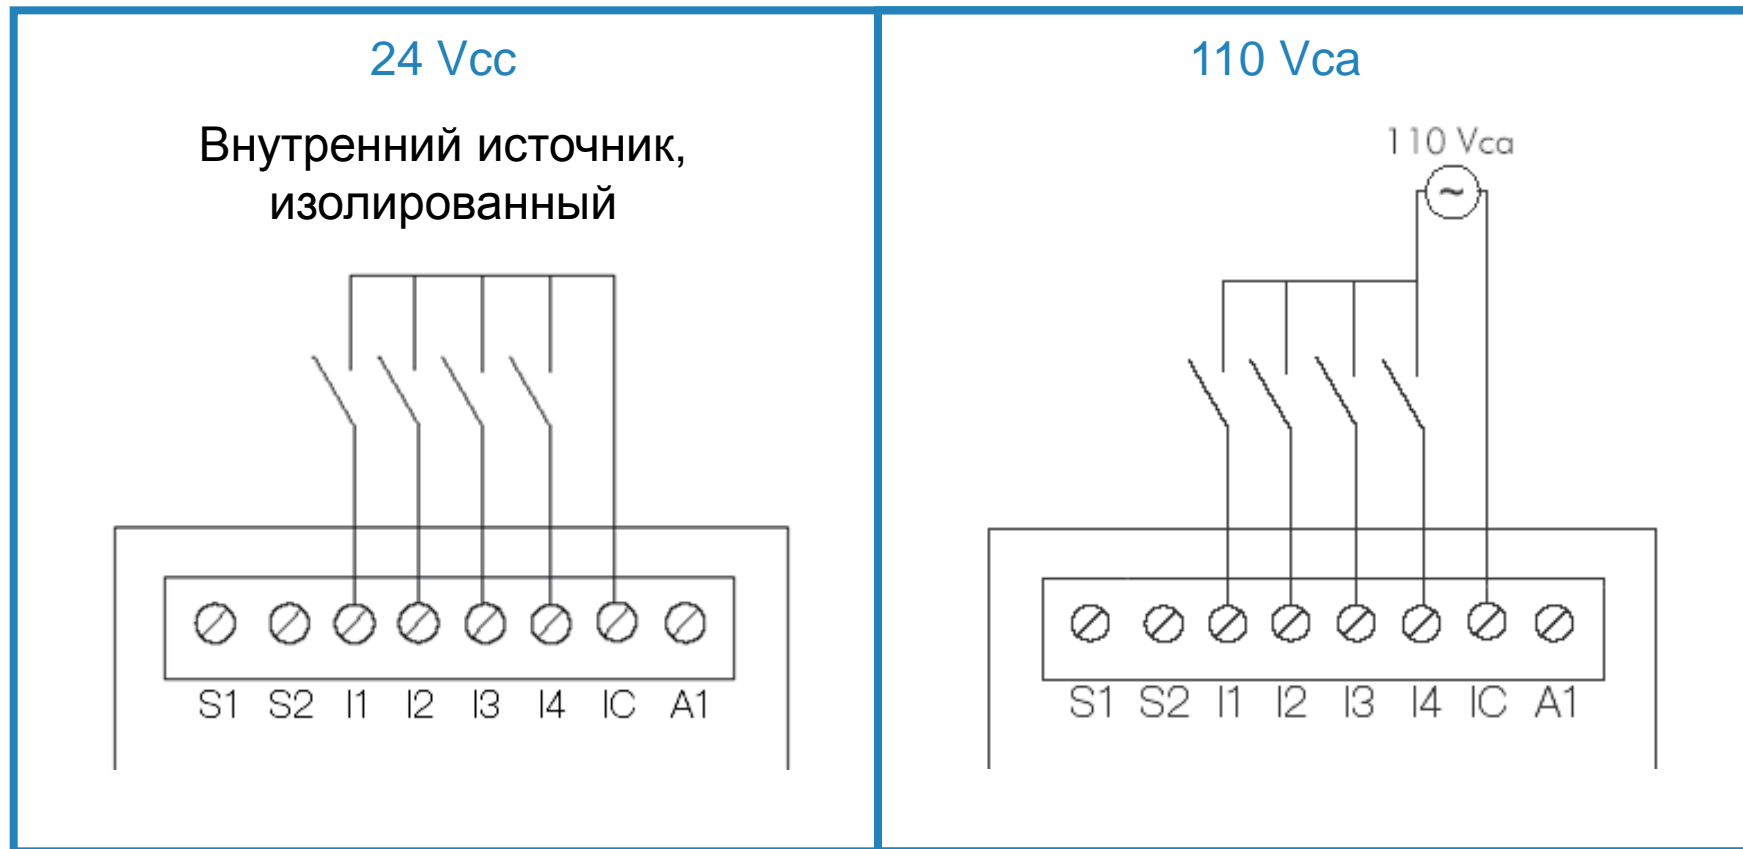 24 Vcc
Внутренний источник,
изолированный
S1 S2 I1 I2 I3 I4 IC A1
110 Vca
110 Vca
~
S1 S2 I1 I2 I3 I4 IC A1